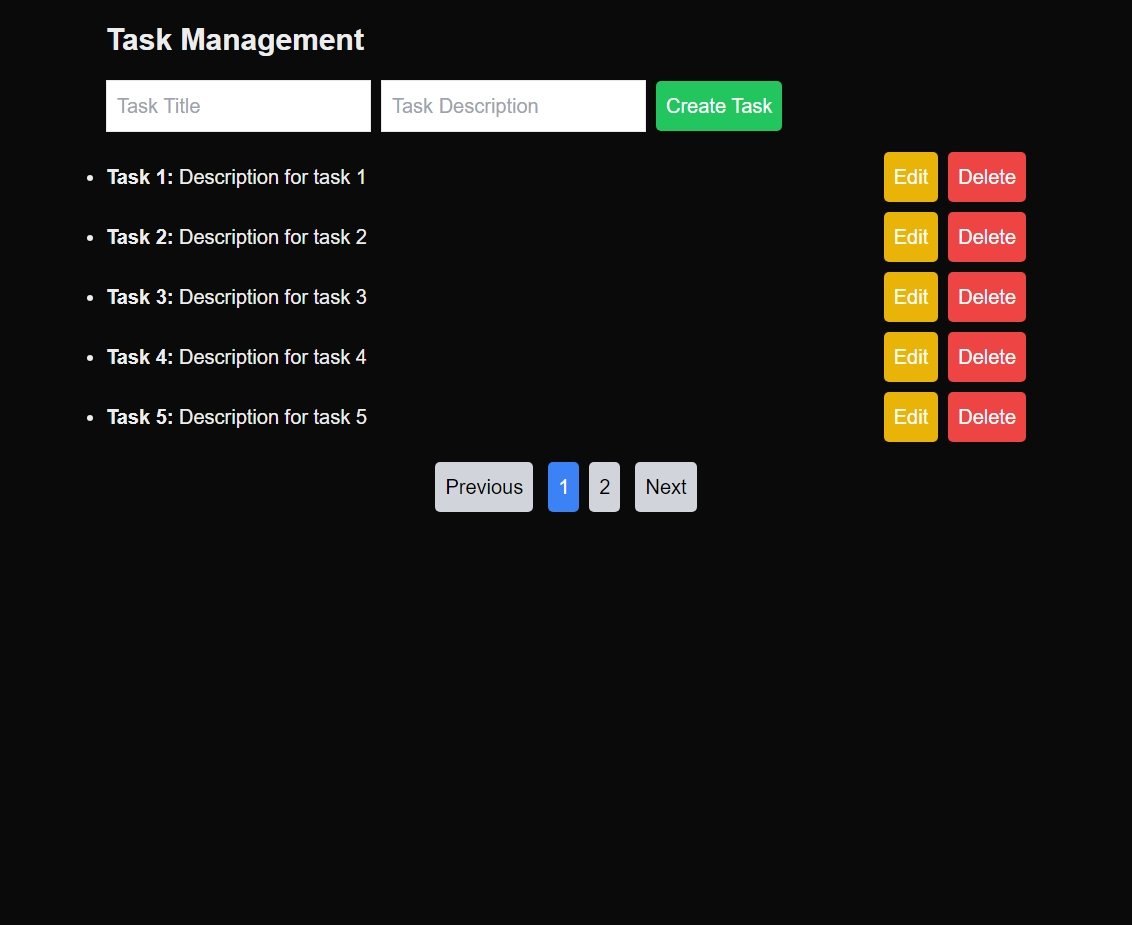 Task Management
Task Title Task Description Create Task
Task 1: Description for task 1 Edit Delete
Task 2: Description for task 2 Edit Delete
Task 3: Description for task 3 Edit Delete
Task 4: Description for task 4 Edit Delete
Task 5: Description for task 5 Edit Delete
Previous 1 2 Next